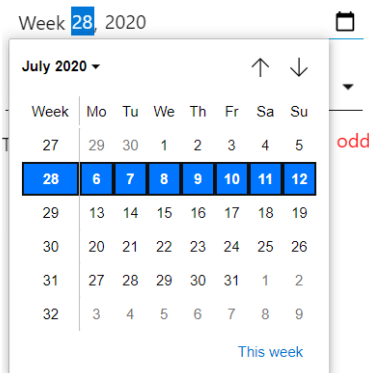 Week 28, 2020
July 2020
Week Mo Tu We Th Fr Sa Su
27 29 30 1 2 3 4 5
odd
28 6 7 8 9 10 11 12
29 13 14 15 16 17 18 19
30 20 21 22 23 24 25 26
31 27 28 29 30 31 1 2
32 3 4 5 6 7 8 9
This week